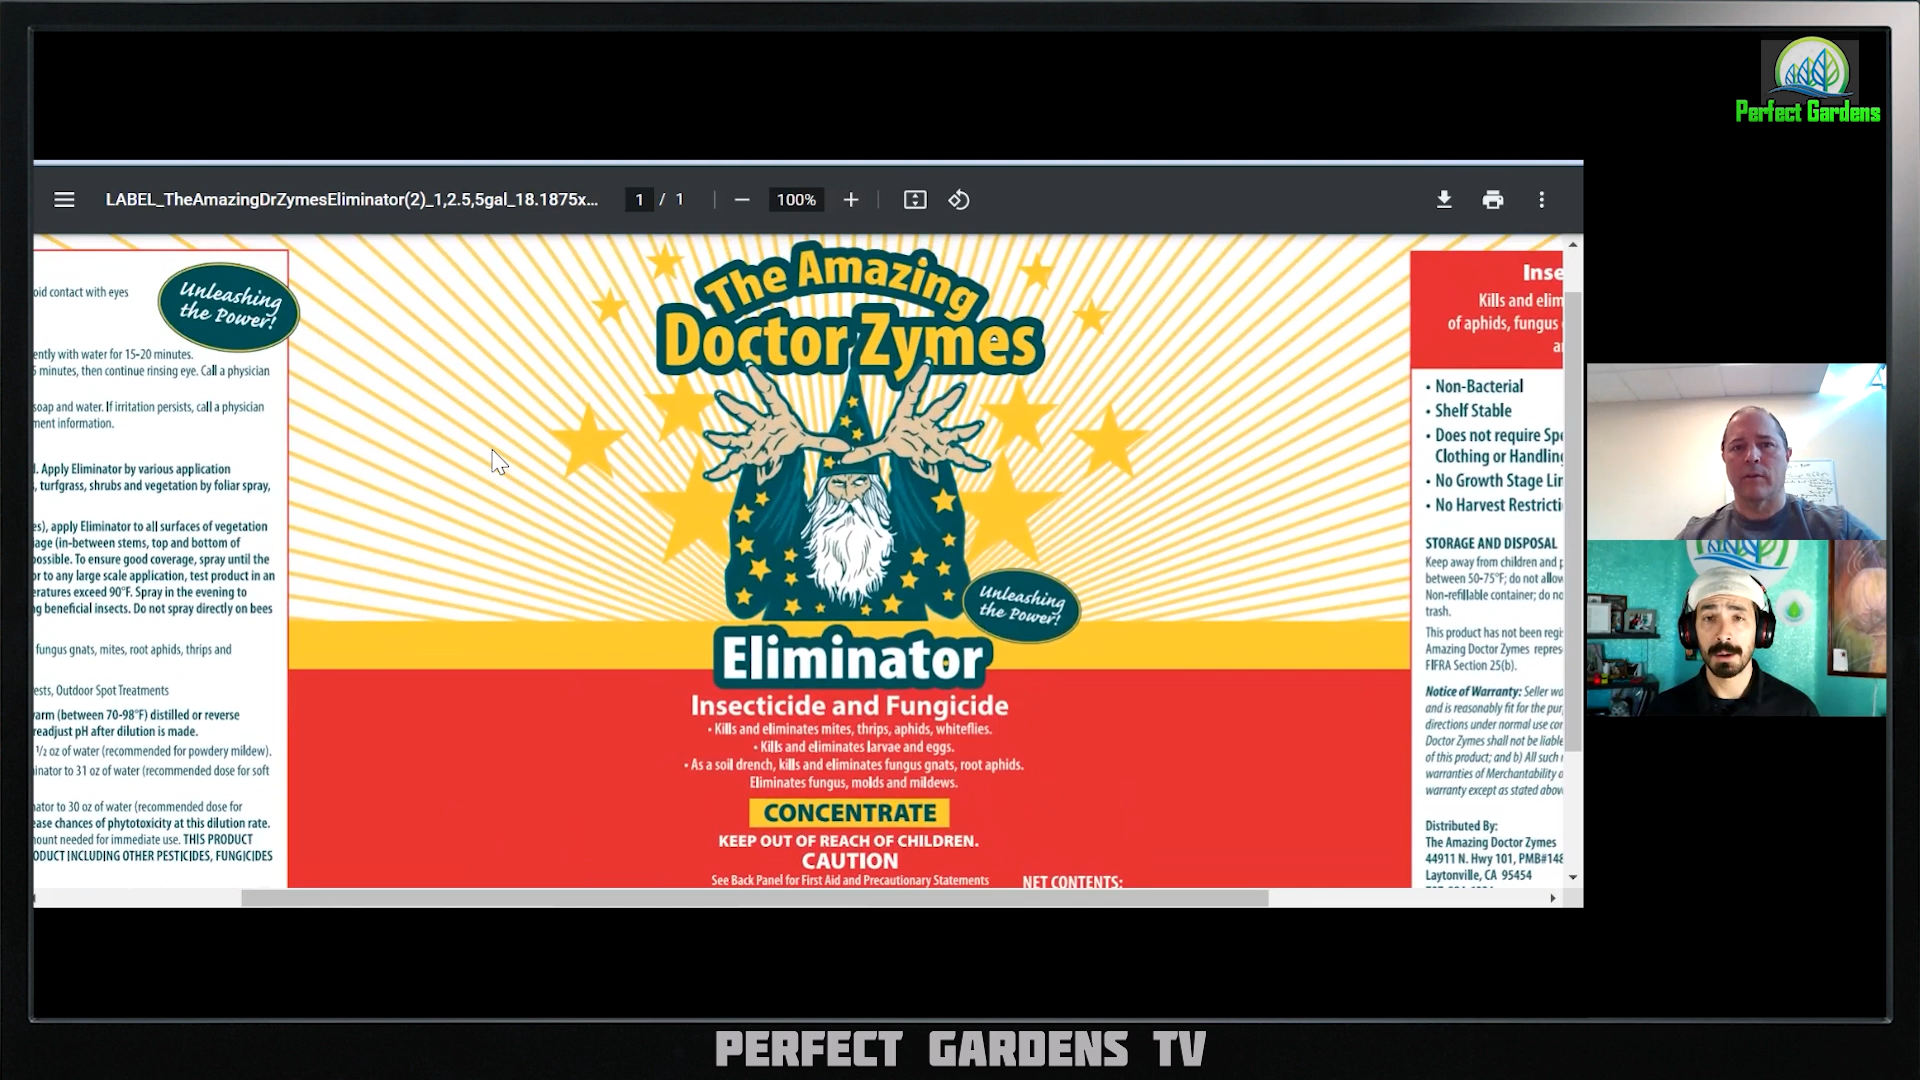 Perfect Gardens
LABEL_TheAmazingDrZymesEliminator(2)_1,2.5,5gal_18.1875x...
1 / 1
100%
oid contact with eyes
Unleashing
the Power!
ently with water for 15-20 minutes.
5 minutes, then continue rinsing eye. Call a physician
soap and water. If irritation persists, call a physician
ment information.
. Apply Eliminator by various application
, turfgrass, shrubs and vegetation by foliar spray,
es), apply Eliminator to all surfaces of vegetation
iage (in-between stems, top and bottom of
possible. To ensure good coverage, spray until the
or to any large scale application, test product in an
eratures exceed 90°F. Spray in the evening to
ng beneficial insects. Do not spray directly on bees
fungus gnats, mites, root aphids, thrips and
ests, Outdoor Spot Treatments
warm (between 70-98°F) distilled or reverse
readjust pH after dilution is made.
½ oz of water (recommended for powdery mildew).
inator to 31 oz of water (recommended dose for soft
nator to 30 oz of water (recommended dose for
ease chances of phytotoxicity at this dilution rate.
mount needed for immediate use. THIS PRODUCT
ODUCT INCLUDING OTHER PESTICIDES, FUNGICIDES
The Amazing
Doctor Zymes
Unleashing
the Power!
Eliminator
Insecticide and Fungicide
• Kills and eliminates mites, thrips, aphids, whiteflies.
• Kills and eliminates larvae and eggs.
• As a soil drench, kills and eliminates fungus gnats, root aphids.
Eliminates fungus, molds and mildews.
CONCENTRATE
KEEP OUT OF REACH OF CHILDREN.
CAUTION
See Back Panel for First Aid and Precautionary Statements
NET CONTENTS:
Inse
Kills and elim
of aphids, fungus
a
• Non-Bacterial
• Shelf Stable
• Does not require Spe
Clothing or Handling
• No Growth Stage Lir
• No Harvest Restricti
STORAGE AND DISPOSAL
Keep away from children and p
between 50-75°F; do not allow
Non-refillable container; do no
trash.
This product has not been regi
Amazing Doctor Zymes repres
FIFRA Section 25(b).
Notice of Warranty: Seller wa
and is reasonably fit for the pur
directions under normal use con
Doctor Zymes shall not be liable
of this product; and b) All such
warranties of Merchantability o
warranty except as stated abov
Distributed By:
The Amazing Doctor Zymes
44911 N. Hwy 101, PMB#148
Laytonville, CA 95454
PERFECT GARDENS TV